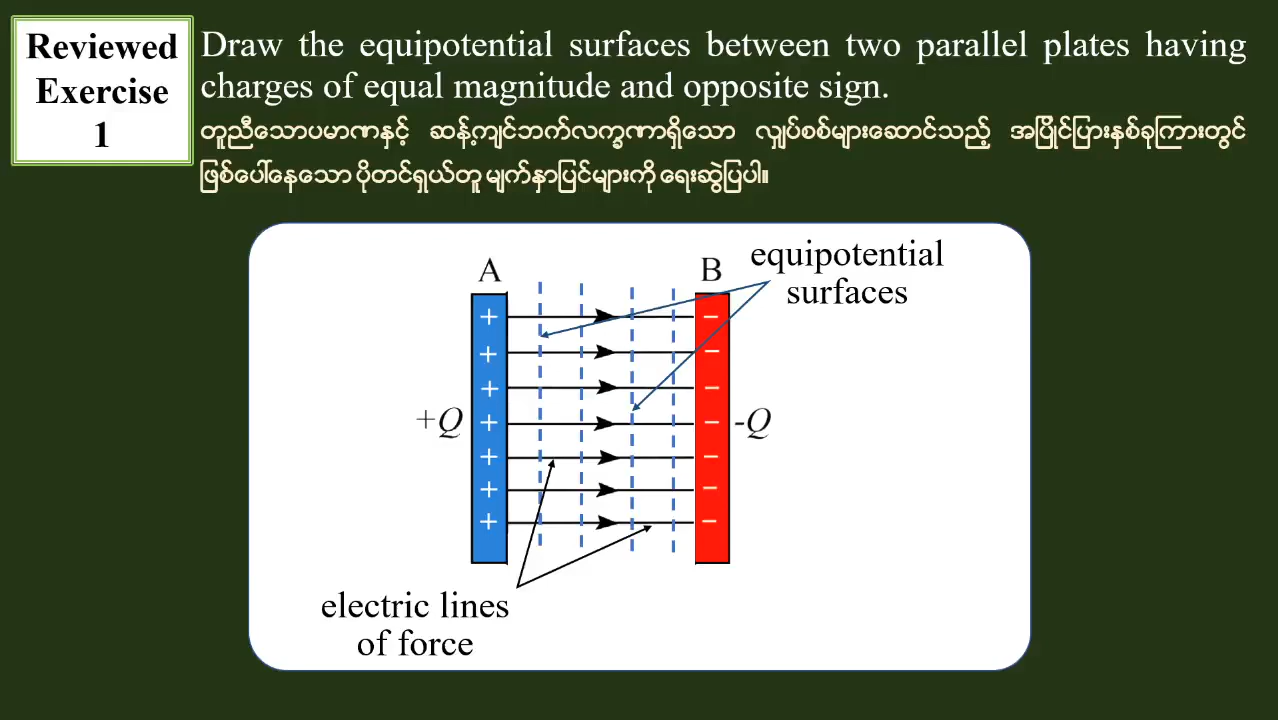 Reviewed
Exercise
1
Draw the equipotential surfaces between two parallel plates having
charges of equal magnitude and opposite sign.
တူညီသောပမာဏနှင့် ဆန့်ကျင်ဘက်လက္ခဏာရှိသော လျှပ်စစ်များဆောင်သည့် အပြိုင်ပြားနှစ်ခုကြားတွင်
ဖြစ်ပေါ်နေသော ပိုတင်ရှယ်တူ မျက်နှာပြင်များကို ရေးဆွဲပြပါ။
equipotential
surfaces
A
B
+ −
+ −
+ −
+Q + − -Q
+ −
+ −
+ −
electric lines
of force